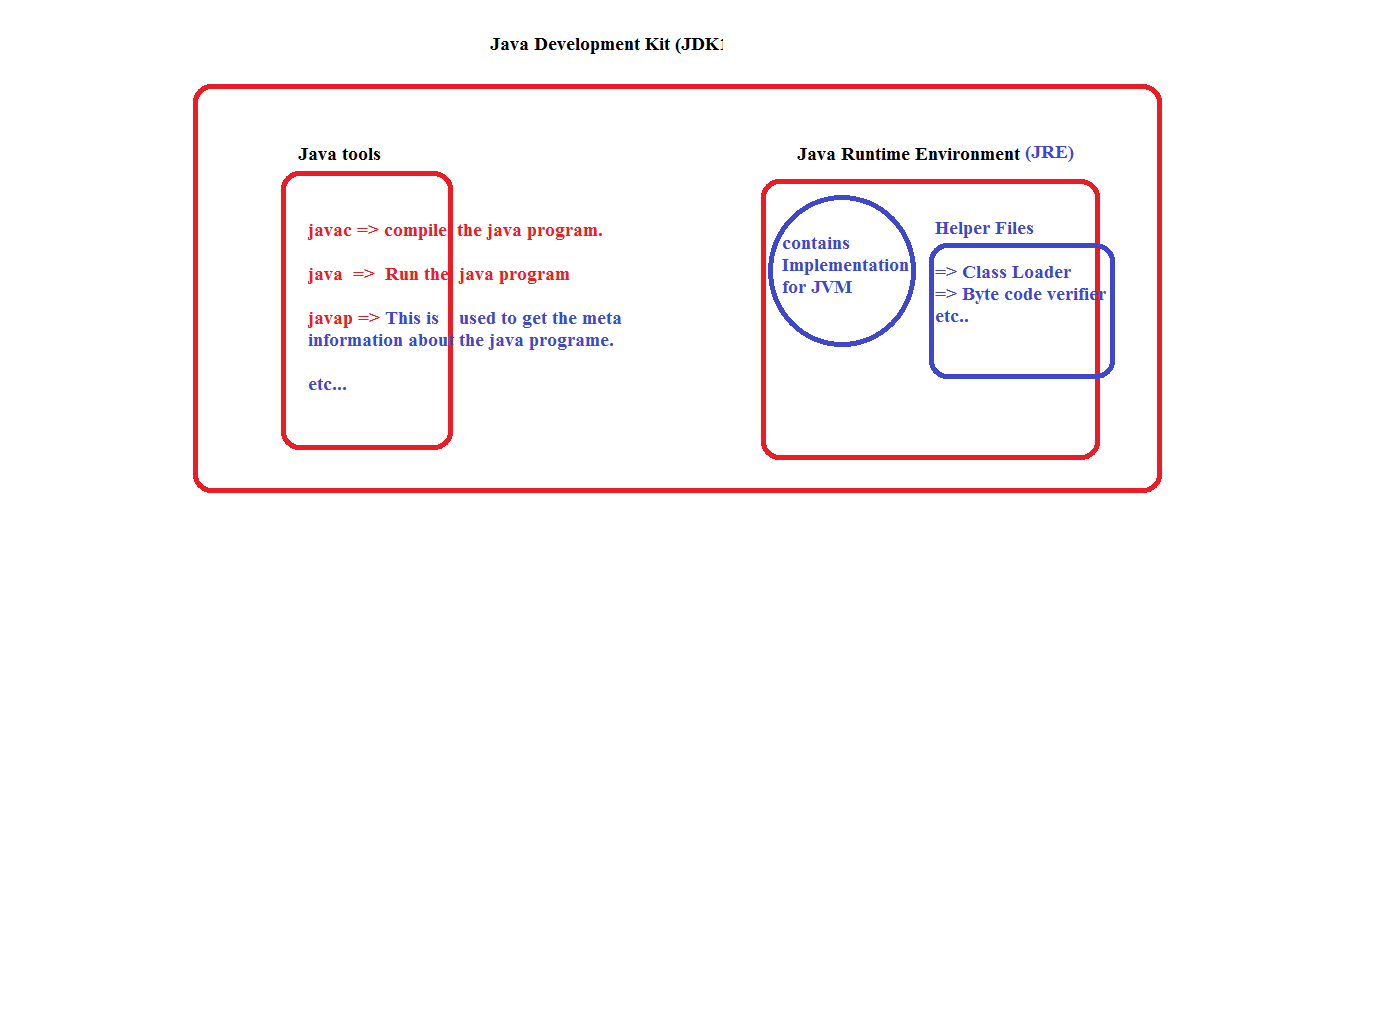 Java Development Kit (JDK1
Java tools
javac => compile the java program.
java => Run the java program
javap => This is used to get the meta
information about the java programe.
etc...
Java Runtime Environment (JRE)
contains
Implementation
for JVM
Helper Files
=> Class Loader
=> Byte code verifier
etc..